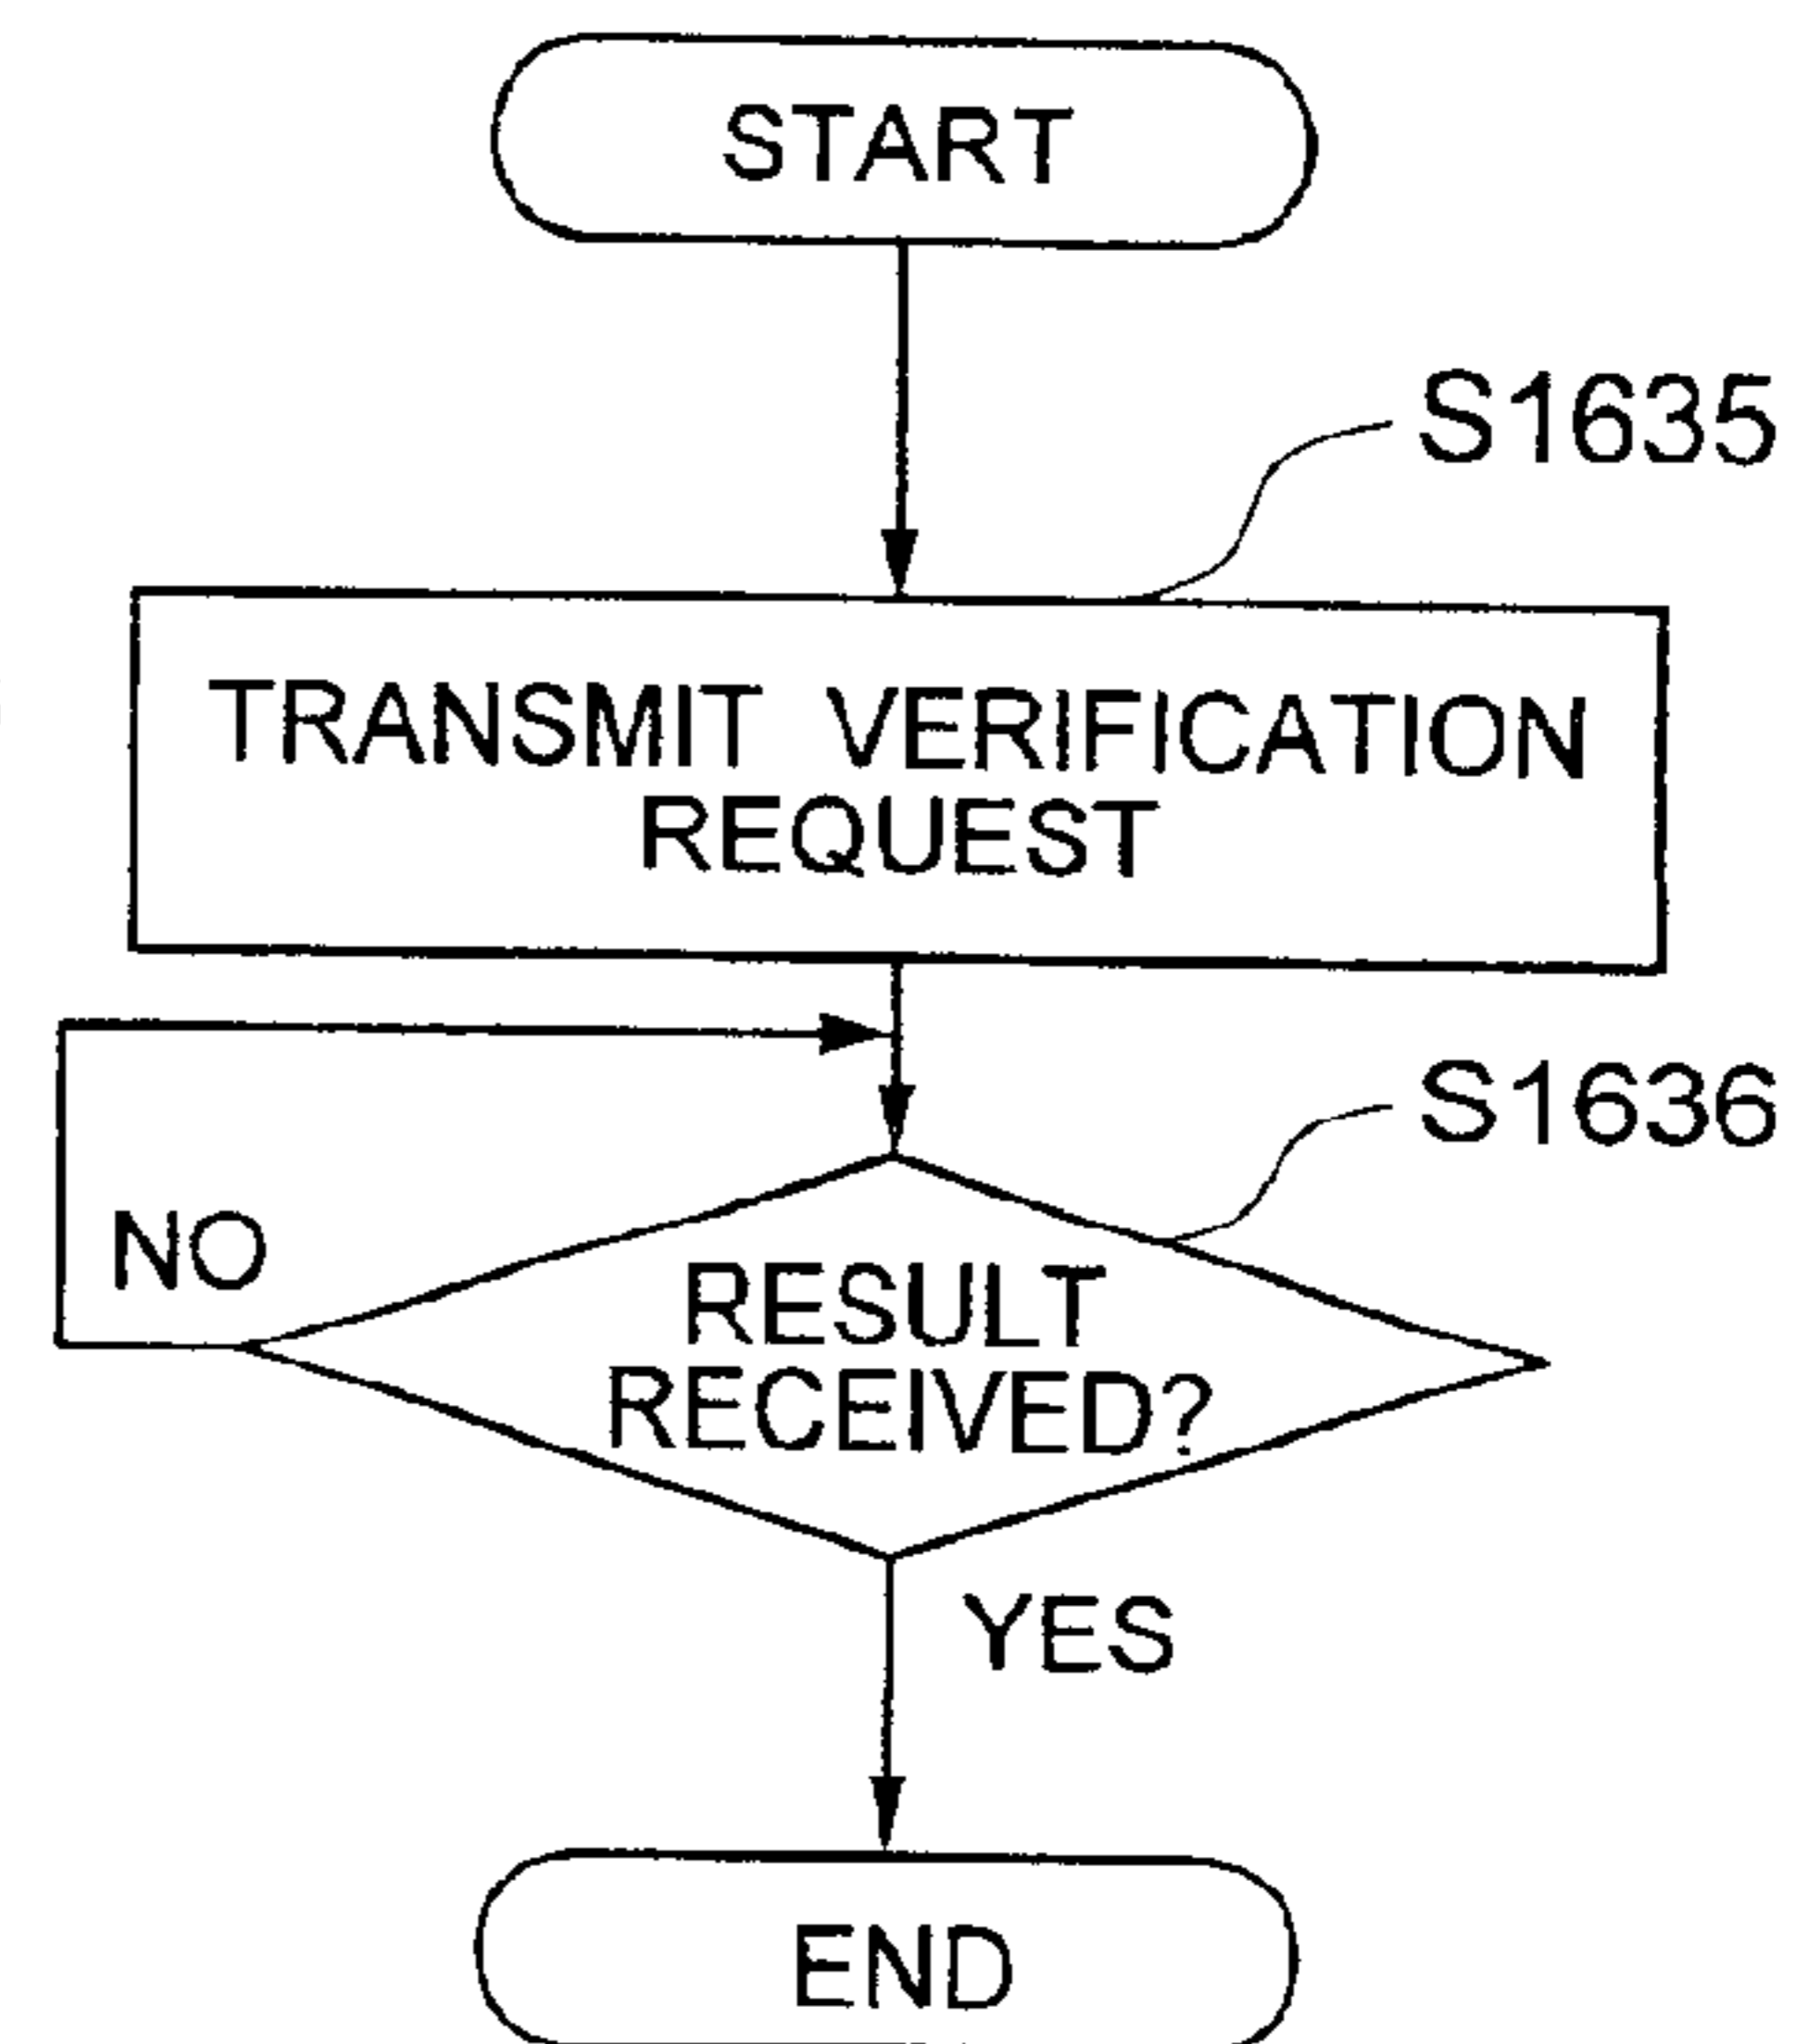 START
S1635
TRANSMIT VERIFICATION
REQUEST
S1636
NO
RESULT
RECEIVED?
YES
END